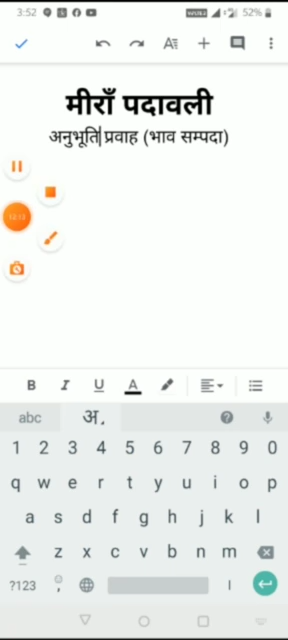 3:52
52%
मीराँ पदावली
अनुभूति प्रवाह (भाव सम्पदा)
12:13
B I U A
abc अ.
1 2 3 4 5 6 7 8 9 0
q w e r t y u i o p
a s d f g h j k l
z x c v b n m
?123 , ।